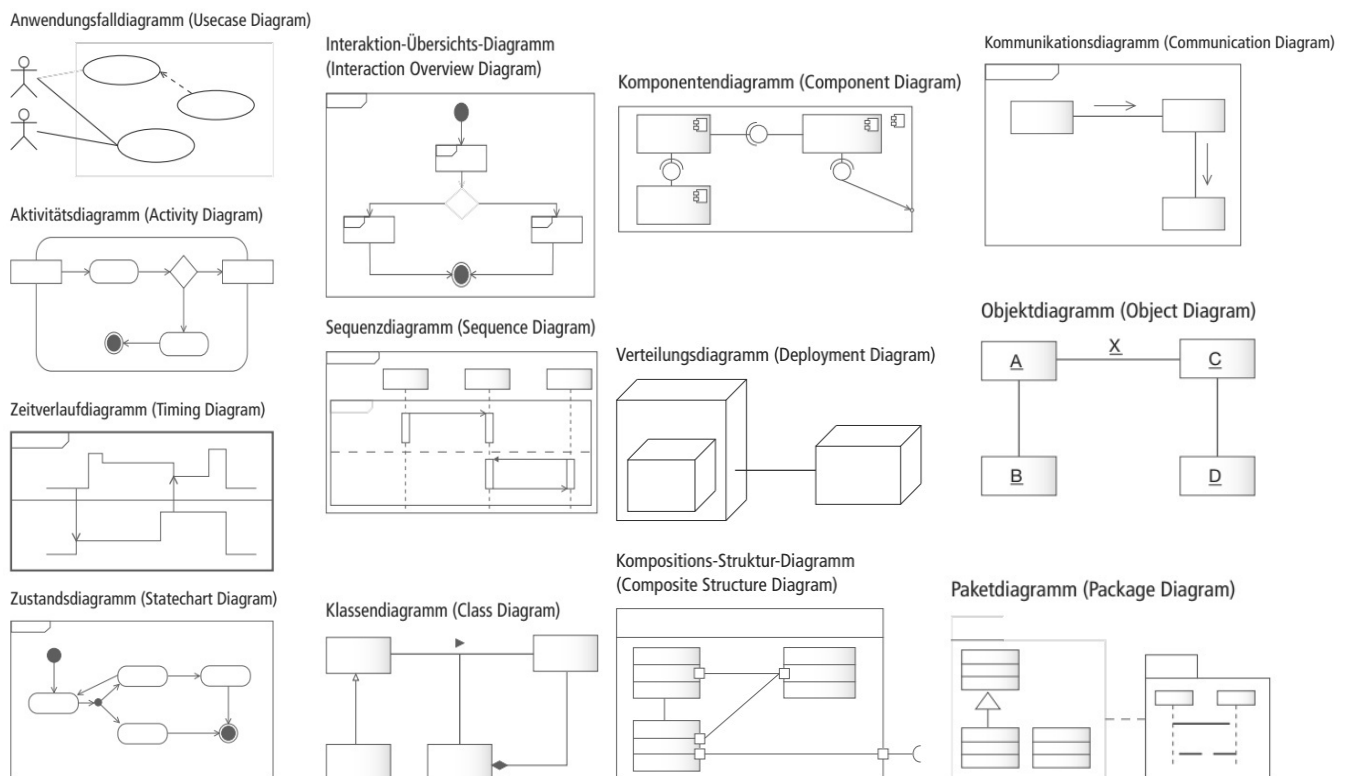 Anwendungsfalldiagramm (Usecase Diagram)
Aktivitätsdiagramm (Activity Diagram)
Zeitverlaufdiagramm (Timing Diagram)
Zustandsdiagramm (Statechart Diagram)
Interaktion-Übersichts-Diagramm
(Interaction Overview Diagram)
Sequenzdiagramm (Sequence Diagram)
Klassendiagramm (Class Diagram)
Komponentendiagramm (Component Diagram)
Verteilungsdiagramm (Deployment Diagram)
Kompositions-Struktur-Diagramm
(Composite Structure Diagram)
Kommunikationsdiagramm (Communication Diagram)
Objektdiagramm (Object Diagram)
A X C
B D
Paketdiagramm (Package Diagram)